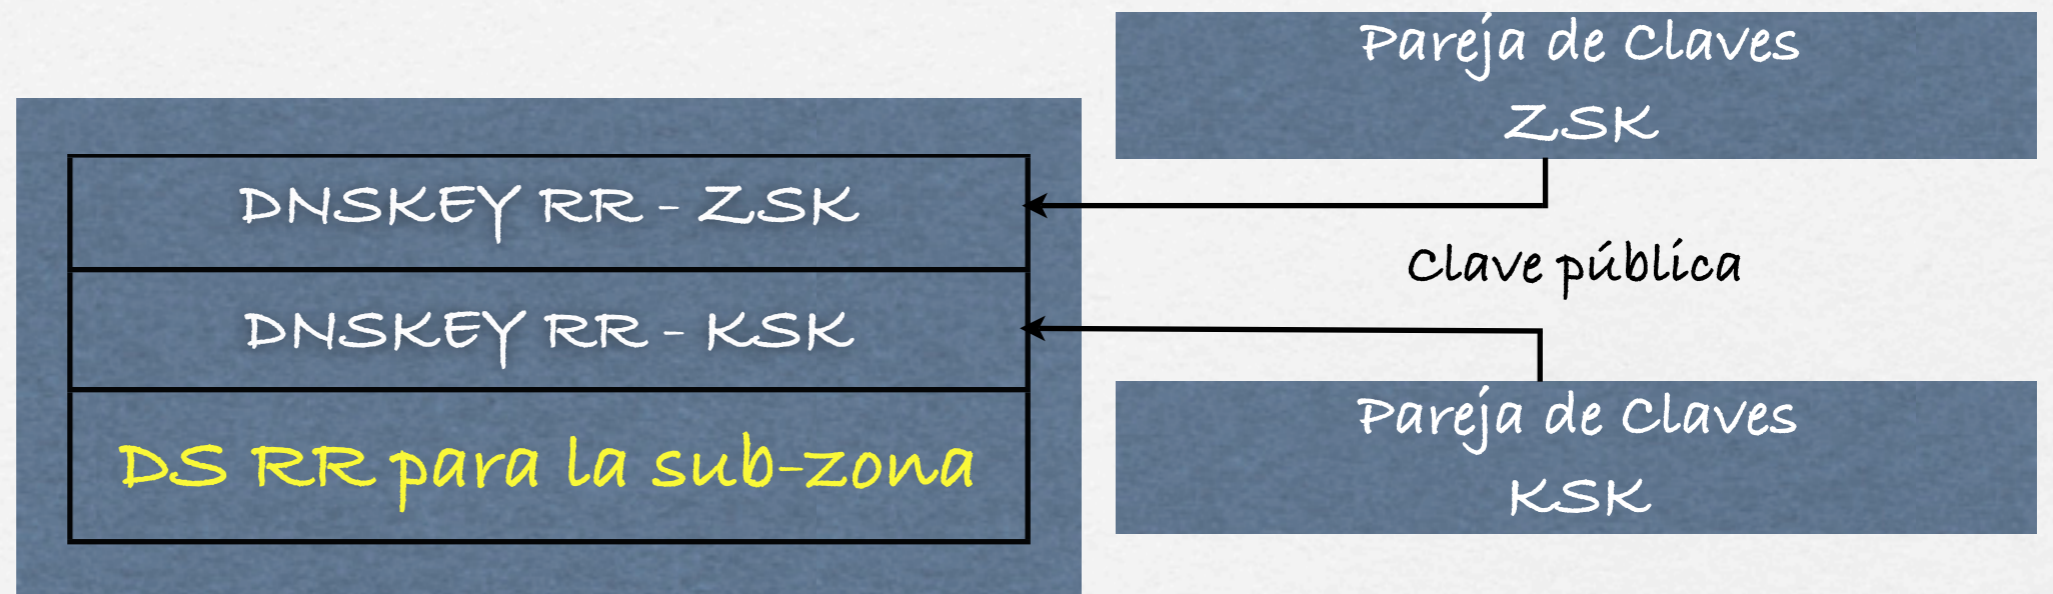 Pareja de Claves
ZSK
DNSKEY RR - ZSK
Clave pública
DNSKEY RR - KSK
Pareja de Claves
KSK
DS RR para la sub-zona